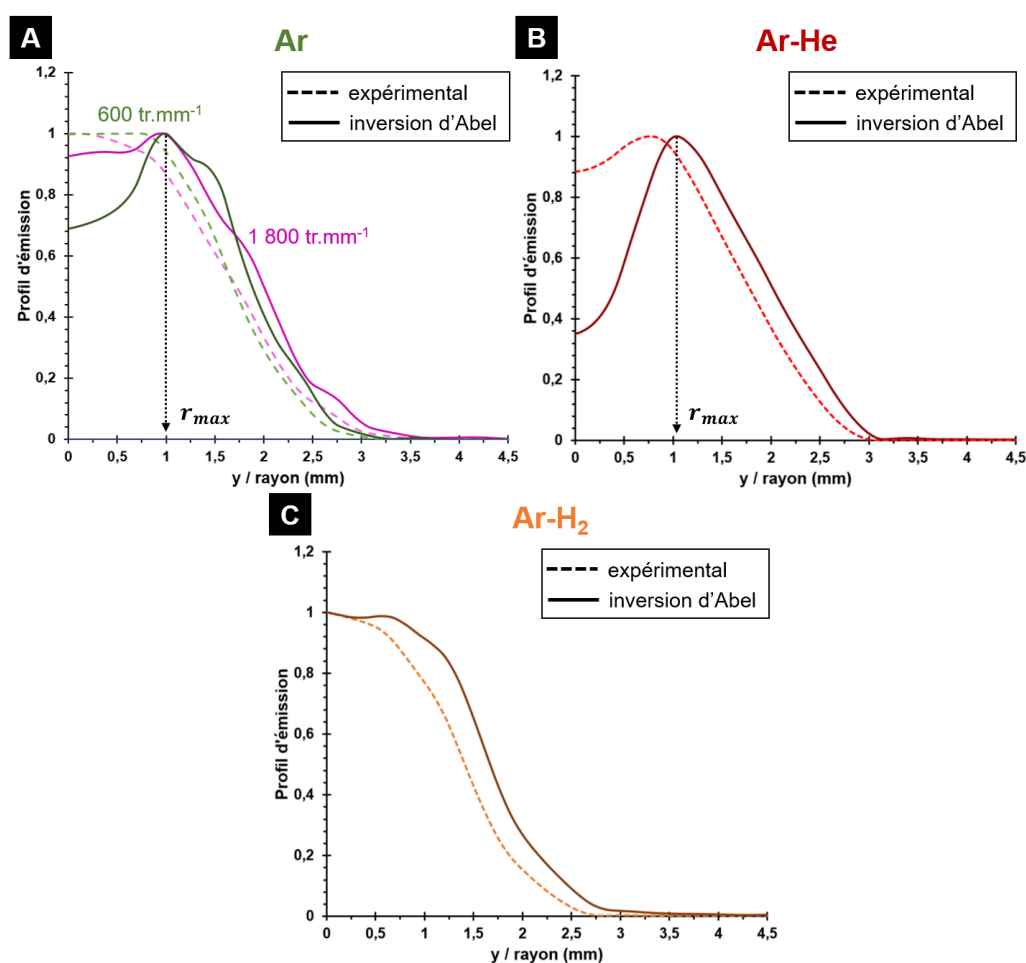 A
Ar
1,2
1
0,8
0,6
0,4
0,2
0
Profil d'émission
600 tr.mm⁻¹
1 800 tr.mm⁻¹
expérimental
inversion d'Abel
r_max
0 0,5 1 1,5 2 2,5 3 3,5 4 4,5
y / rayon (mm)
B
Ar-He
1,2
1
0,8
0,6
0,4
0,2
0
Profil d'émission
expérimental
inversion d'Abel
r_max
0 0,5 1 1,5 2 2,5 3 3,5 4 4,5
y / rayon (mm)
C
Ar-H₂
1,2
1
0,8
0,6
0,4
0,2
0
Profil d'émission
expérimental
inversion d'Abel
0 0,5 1 1,5 2 2,5 3 3,5 4 4,5
y / rayon (mm)